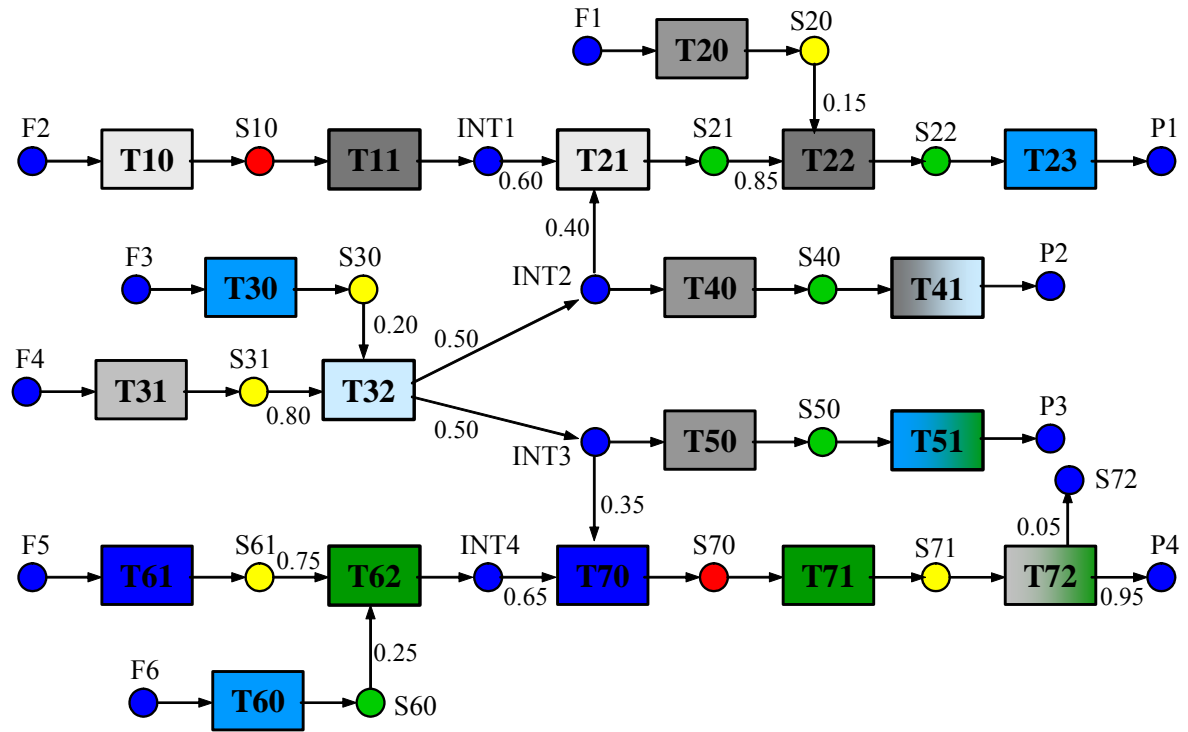 F1
S20
T20
0.15
F2
S10
INT1
S21
S22
P1
T10
T11
T21
T22
T23
0.60
0.85
0.40
F3
S30
INT2
S40
P2
T30
T40
T41
0.20
0.50
F4
S31
T31
T32
0.80
0.50
INT3
S50
P3
T50
T51
0.35
S72
0.05
F5
S61
0.75
INT4
S70
S71
P4
T61
T62
T70
T71
T72
0.65
0.95
0.25
F6
T60
S60